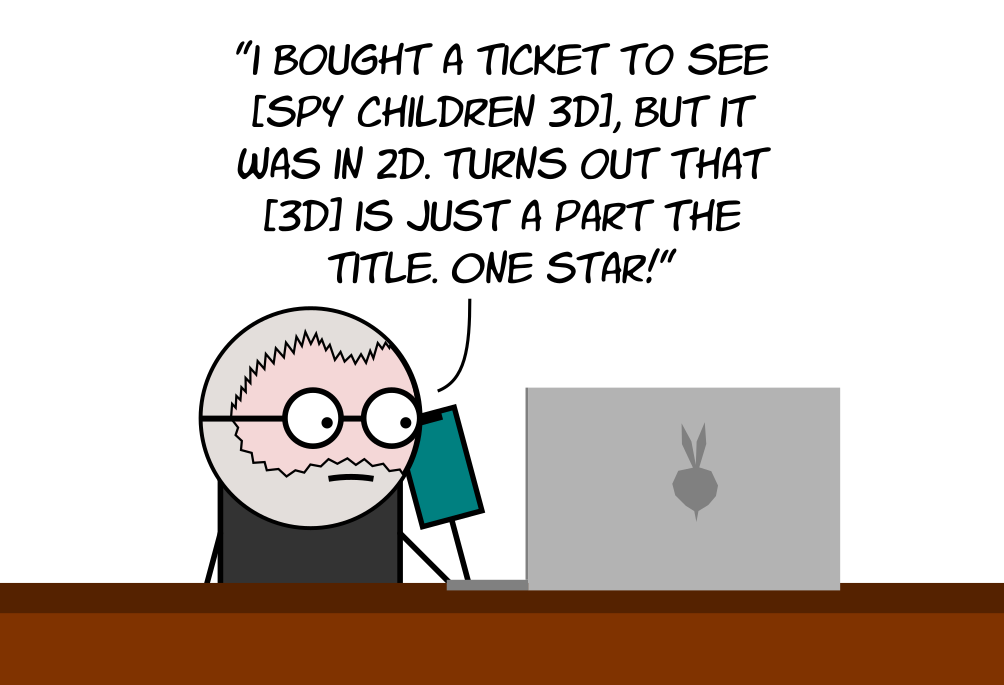 "I BOUGHT A TICKET TO SEE
[SPY CHILDREN 3D], BUT IT
WAS IN 2D. TURNS OUT THAT
[3D] IS JUST A PART THE
TITLE. ONE STAR!"